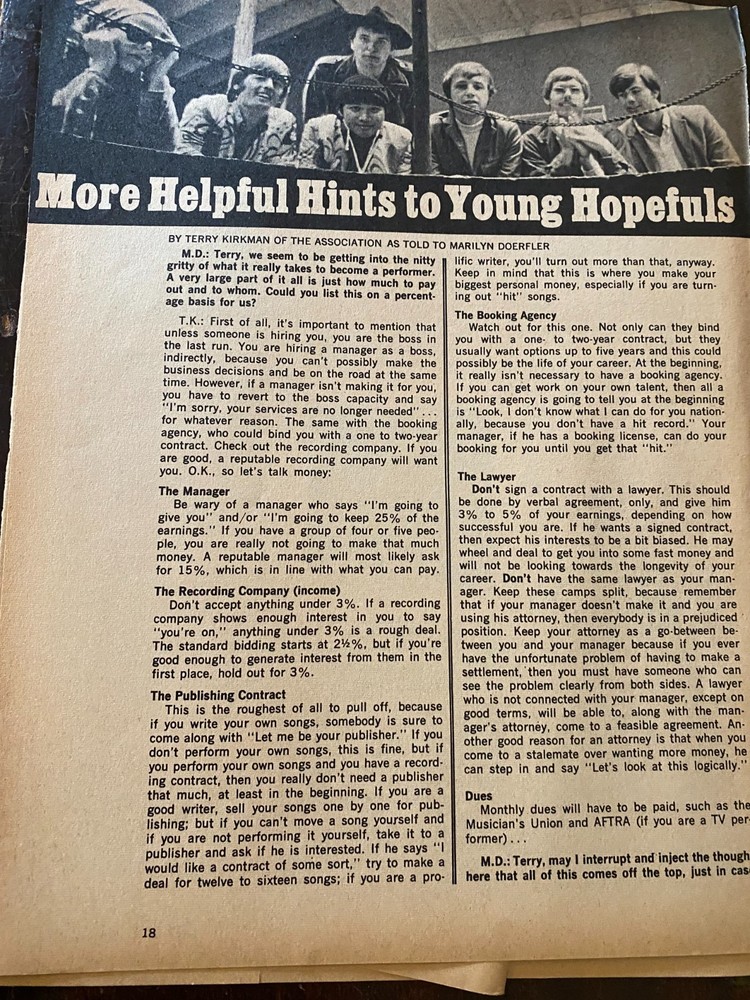 More Helpful Hints to Young Hopefuls
BY TERRY KIRKMAN OF THE ASSOCIATION AS TOLD TO MARILYN DOERFLER
M.D.: Terry, we seem to be getting into the nitty
gritty of what it really takes to become a performer.
A very large part of it all is just how much to pay
out and to whom. Could you list this on a percent-
age basis for us?
T.K.: First of all, it's important to mention that
unless someone is hiring you, you are the boss in
the last run. You are hiring a manager as a boss,
indirectly, because you can't possibly make the
business decisions and be on the road at the same
time. However, if a manager isn't making it for you,
you have to revert to the boss capacity and say
"I'm sorry, your services are no longer needed" ...
for whatever reason. The same with the booking
agency, who could bind you with a one to two-year
contract. Check out the recording company. If you
are good, a reputable recording company will want
you. O.K., so let's talk money:
The Manager
Be wary of a manager who says "I'm going to
give you" and/or "I'm going to keep 25% of the
earnings." If you have a group of four or five peo-
ple, you are really not going to make that much
money. A reputable manager will most likely ask
for 15%, which is in line with what you can pay.
The Recording Company (income)
Don't accept anything under 3%. If a recording
company shows enough interest in you to say
"you're on," anything under 3% is a rough deal.
The standard bidding starts at 2½%, but if you're
good enough to generate interest from them in the
first place, hold out for 3%.
The Publishing Contract
This is the roughest of all to pull off, because
if you write your own songs, somebody is sure to
come along with "Let me be your publisher." If you
don't perform your own songs, this is fine, but if
you perform your own songs and you have a record-
ing contract, then you really don't need a publisher
that much, at least in the beginning. If you are a
good writer, sell your songs one by one for pub-
lishing; but if you can't move a song yourself and
if you are not performing it yourself, take it to a
publisher and ask if he is interested. If he says "I
would like a contract of some sort," try to make a
deal for twelve to sixteen songs; if you are a pro-
lific writer, you'll turn out more than that, anyway.
Keep in mind that this is where you make your
biggest personal money, especially if you are turn-
ing out "hit" songs.
The Booking Agency
Watch out for this one. Not only can they bind
you with a one- to two-year contract, but they
usually want options up to five years and this could
possibly be the life of your career. At the beginning,
it really isn't necessary to have a booking agency.
If you can get work on your own talent, then all a
booking agency is going to tell you at the beginning
is "Look, I don't know what I can do for you nation-
ally, because you don't have a hit record." Your
manager, if he has a booking license, can do your
booking for you until you get that "hit."
The Lawyer
Don't sign a contract with a lawyer. This should
be done by verbal agreement, only, and give him
3% to 5% of your earnings, depending on how
successful you are. If he wants a signed contract,
then expect his interests to be a bit biased. He may
wheel and deal to get you into some fast money and
will not be looking towards the longevity of your
career. Don't have the same lawyer as your man-
ager. Keep these camps split, because remember
that if your manager doesn't make it and you are
using his attorney, then everybody is in a prejudiced
position. Keep your attorney as a go-between be-
tween you and your manager because if you ever
have the unfortunate problem of having to make a
settlement, then you must have someone who can
see the problem clearly from both sides. A lawyer
who is not connected with your manager, except on
good terms, will be able to, along with the man-
ager's attorney, come to a feasible agreement. An-
other good reason for an attorney is that when you
come to a stalemate over wanting more money, he
can step in and say "Let's look at this logically."
Dues
Monthly dues will have to be paid, such as the
Musician's Union and AFTRA (if you are a TV per-
former) ...
M.D.: Terry, may I interrupt and inject the though
here that all of this comes off the top, just in cas
18